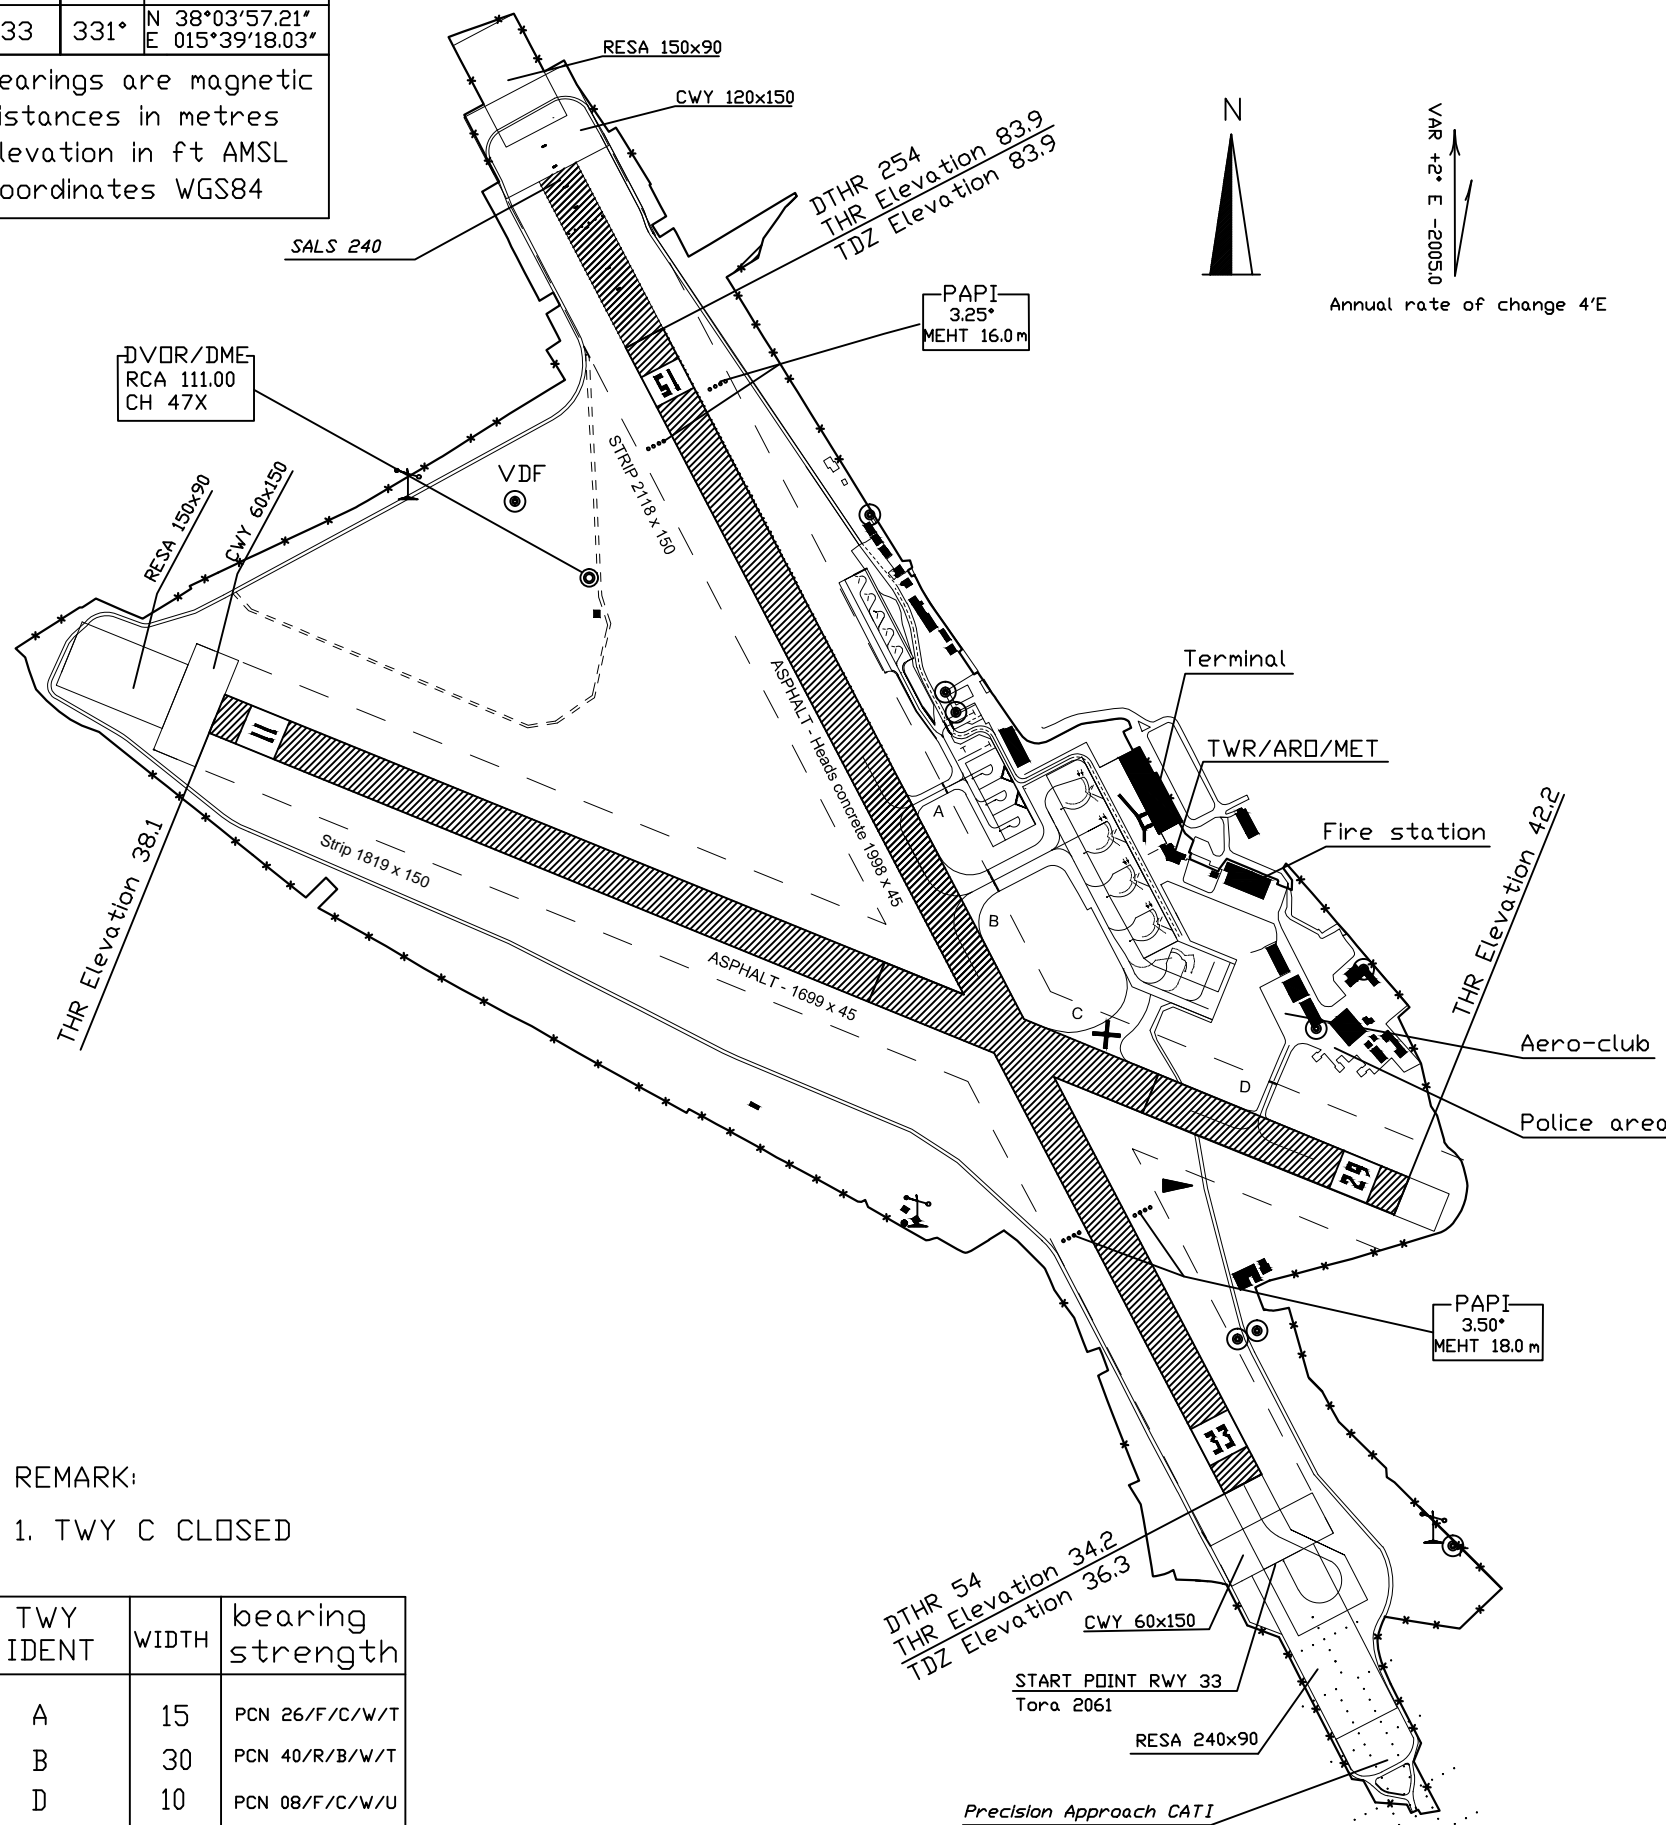 33 331° N 38°03'57.21"
E 015°39'18.03"
earings are magnetic
istances in metres
levation in ft AMSL
oordinates WGS84
RESA 150x90
CWY 120x150
SALS 240
DTHR 254
THR Elevation 83.9
TDZ Elevation 83.9
PAPI
3.25°
MEHT 16.0 m
N
VAR +2° E -2005.0
Annual rate of change 4'E
DVOR/DME
RCA 111.00
CH 47X
VDF
RESA 150x90
CWY 60x150
15
STRIP 2118 x 150
ASPHALT - Heads concrete 1998 x 45
11
THR Elevation 38.1
Strip 1819 x 150
ASPHALT - 1699 x 45
A
B
C
D
Terminal
TWR/ARO/MET
Fire station
THR Elevation 42.2
Aero-club
Police area
29
PAPI
3.50°
MEHT 18.0 m
33
DTHR 54
THR Elevation 34.2
TDZ Elevation 36.3
CWY 60x150
START POINT RWY 33
Tora 2061
RESA 240x90
Precision Approach CATI
REMARK:
1. TWY C CLOSED
TWY IDENT WIDTH bearing strength
A 15 PCN 26/F/C/W/T
B 30 PCN 40/R/B/W/T
D 10 PCN 08/F/C/W/U